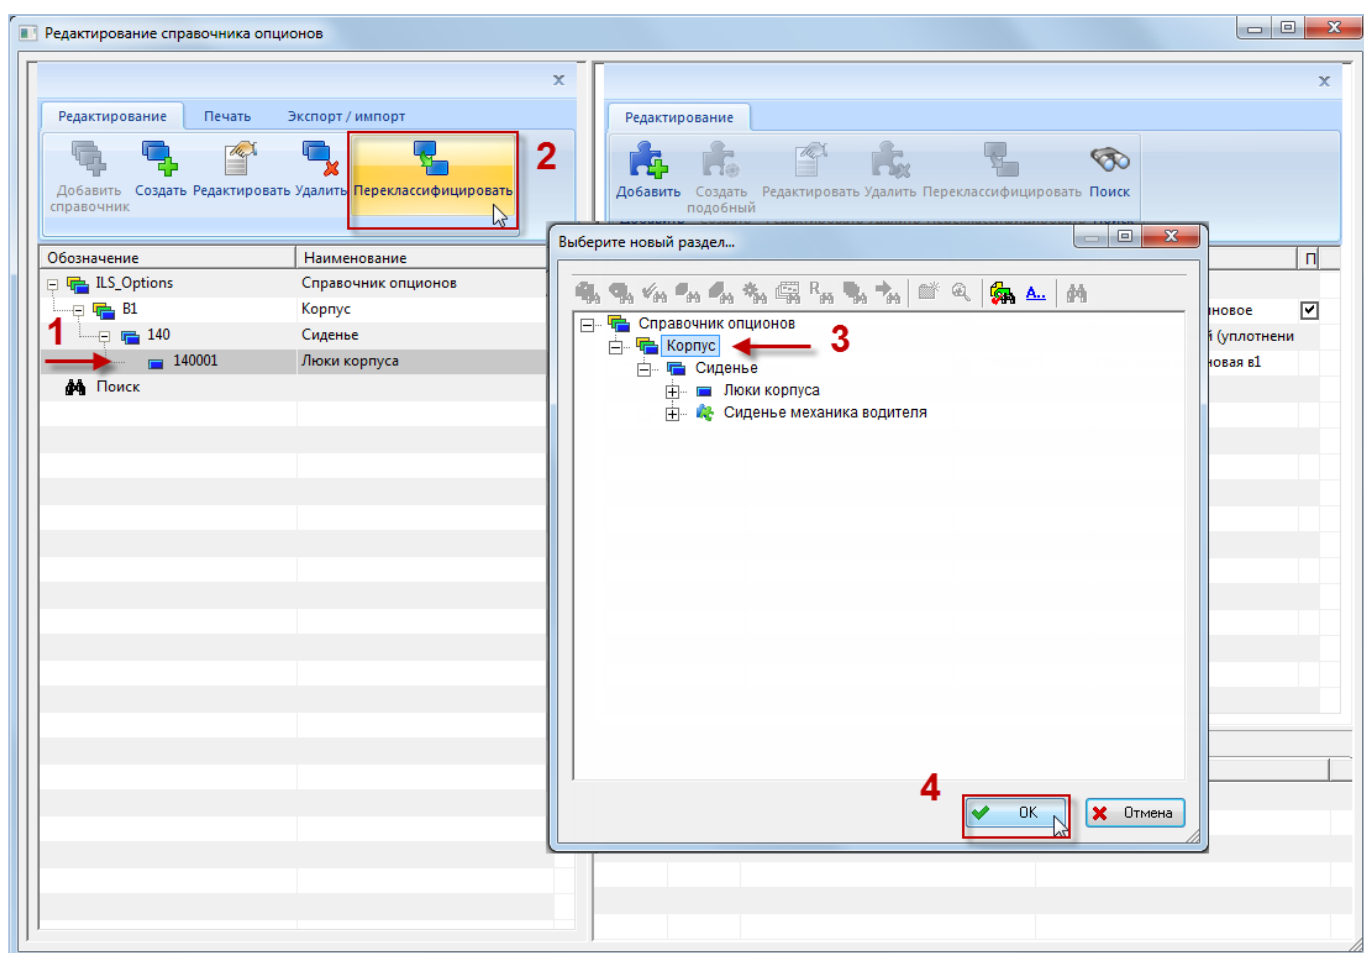 Редактирование справочника опционов
Редактирование Печать Экспорт / импорт
Добавить справочник Создать Редактировать Удалить Переклассифицировать
2
Обозначение Наименование
ILS_Options Справочник опционов
B1 Корпус
1
140 Сиденье
140001 Люки корпуса
Поиск
Редактирование
Добавить Создать подобный Редактировать Удалить Переклассифицировать Поиск
П
новое
(уплотнени
новая в1
Выберите новый раздел...
Справочник опционов
Корпус
3
Сиденье
Люки корпуса
Сиденье механика водителя
4
OK Отмена